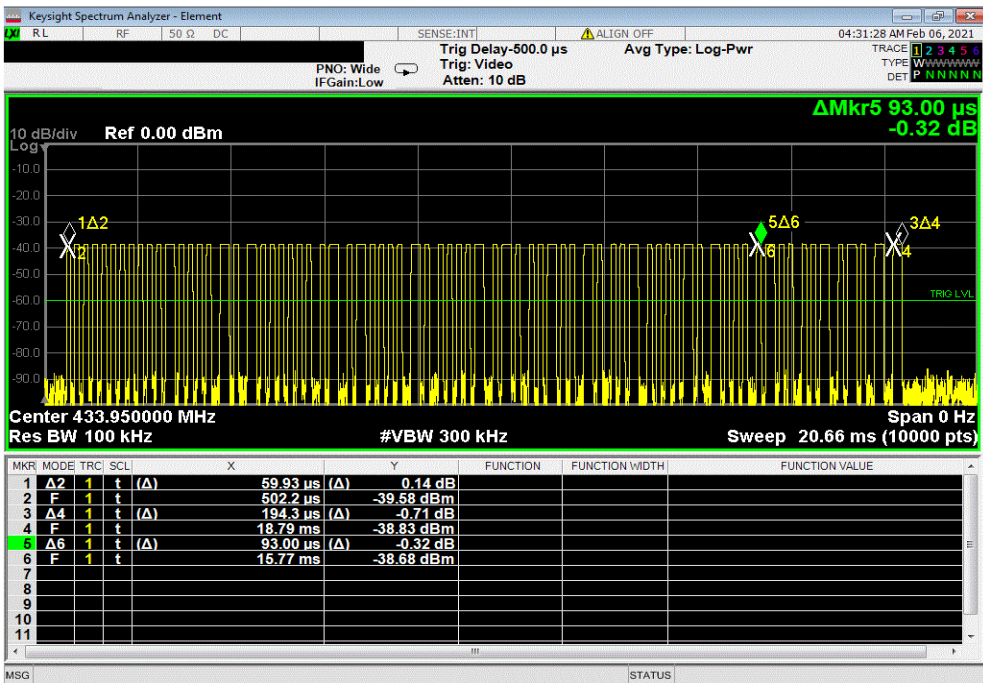 Keysight Spectrum Analyzer - Element
LXI RL RF 50 Ω DC SENSE:INT ALIGN OFF 04:31:28 AM Feb 06, 2021
Trig Delay-500.0 µs Avg Type: Log-Pwr TRACE 1 2 3 4 5 6
PNO: Wide Trig: Video TYPE WWWWWWW
IFGain:Low Atten: 10 dB DET P N N N N N
ΔMkr5 93.00 µs
-0.32 dB
10 dB/div Ref 0.00 dBm
Log
-10.0
-20.0
-30.0
1Δ2 5Δ6 3Δ4
-40.0
2 6 4
-50.0
-60.0
TRIG LVL
-70.0
-80.0
-90.0
Center 433.950000 MHz Span 0 Hz
Res BW 100 kHz #VBW 300 kHz Sweep 20.66 ms (10000 pts)
MKR MODE TRC SCL X Y FUNCTION FUNCTION WIDTH FUNCTION VALUE
1 Δ2 1 t (Δ) 59.93 µs (Δ) 0.14 dB
2 F 1 t 502.2 µs -39.58 dBm
3 Δ4 1 t (Δ) 194.3 µs (Δ) -0.71 dB
4 F 1 t 18.79 ms -38.83 dBm
5 Δ6 1 t (Δ) 93.00 µs (Δ) -0.32 dB
6 F 1 t 15.77 ms -38.68 dBm
7
8
9
10
11
MSG STATUS